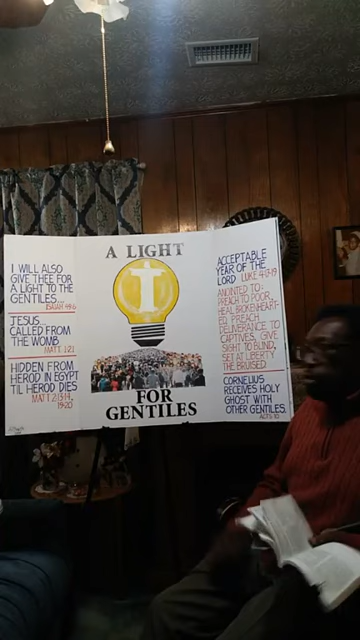 I WILL ALSO
GIVE THEE FOR
A LIGHT TO THE
GENTILES...
ISAIAH 49:6
JESUS
CALLED FROM
THE WOMB
MATT 1:21
HIDDEN FROM
HEROD IN EGYPT
TIL HEROD DIES
MATT 2:13,14,
19-20
A LIGHT
FOR
GENTILES
ACCEPTABLE
YEAR OF THE
LORD LUKE 4:17-19
ANOINTED TO:
PREACH TO POOR,
HEAL BROKENHEART-
ED, PREACH
DELIVERANCE TO
CAPTIVES, GIVE
SIGHT TO BLIND,
SET AT LIBERTY
THE BRUISED
CORNELIUS
RECEIVES HOLY
GHOST WITH
OTHER GENTILES.
ACTS 10